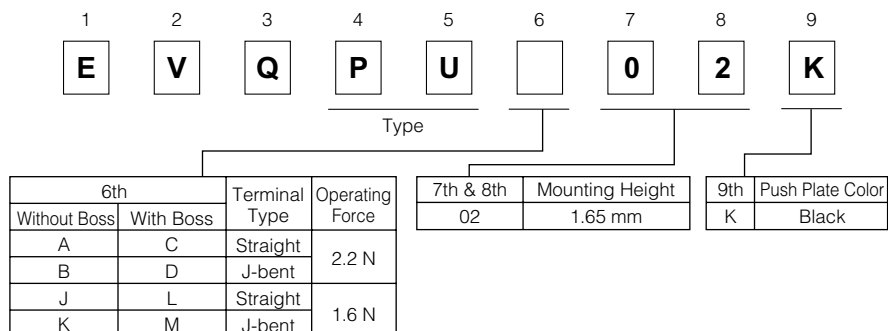 1 2 3 4 5 6 7 8 9
E V Q P U 0 2 K
Type
6th Terminal Type Operating Force
Without Boss With Boss
A C Straight 2.2 N
B D J-bent
J L Straight 1.6 N
K M J-bent
7th & 8th Mounting Height
02 1.65 mm
9th Push Plate Color
K Black